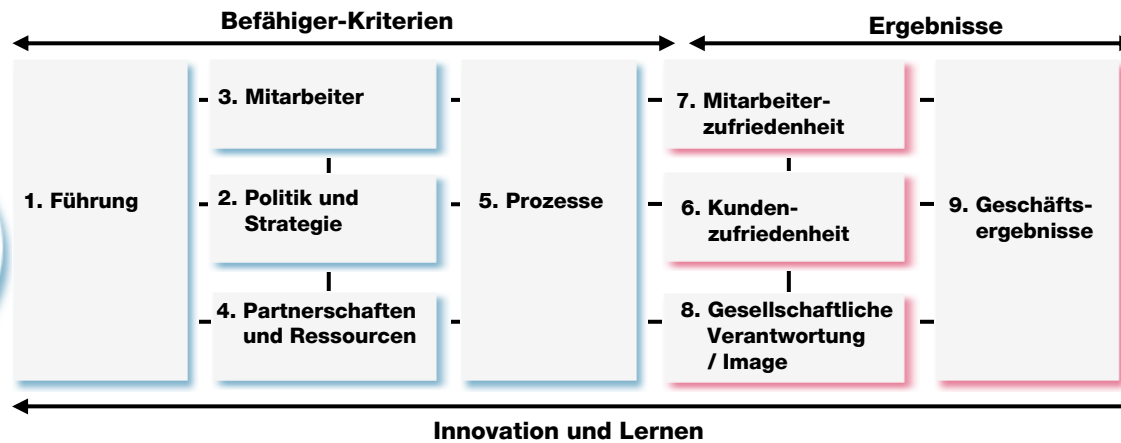 Befähiger-Kriterien
Ergebnisse
1. Führung
3. Mitarbeiter
2. Politik und
Strategie
4. Partnerschaften
und Ressourcen
5. Prozesse
7. Mitarbeiter-
zufriedenheit
6. Kunden-
zufriedenheit
8. Gesellschaftliche
Verantwortung
/ Image
9. Geschäfts-
ergebnisse
Innovation und Lernen